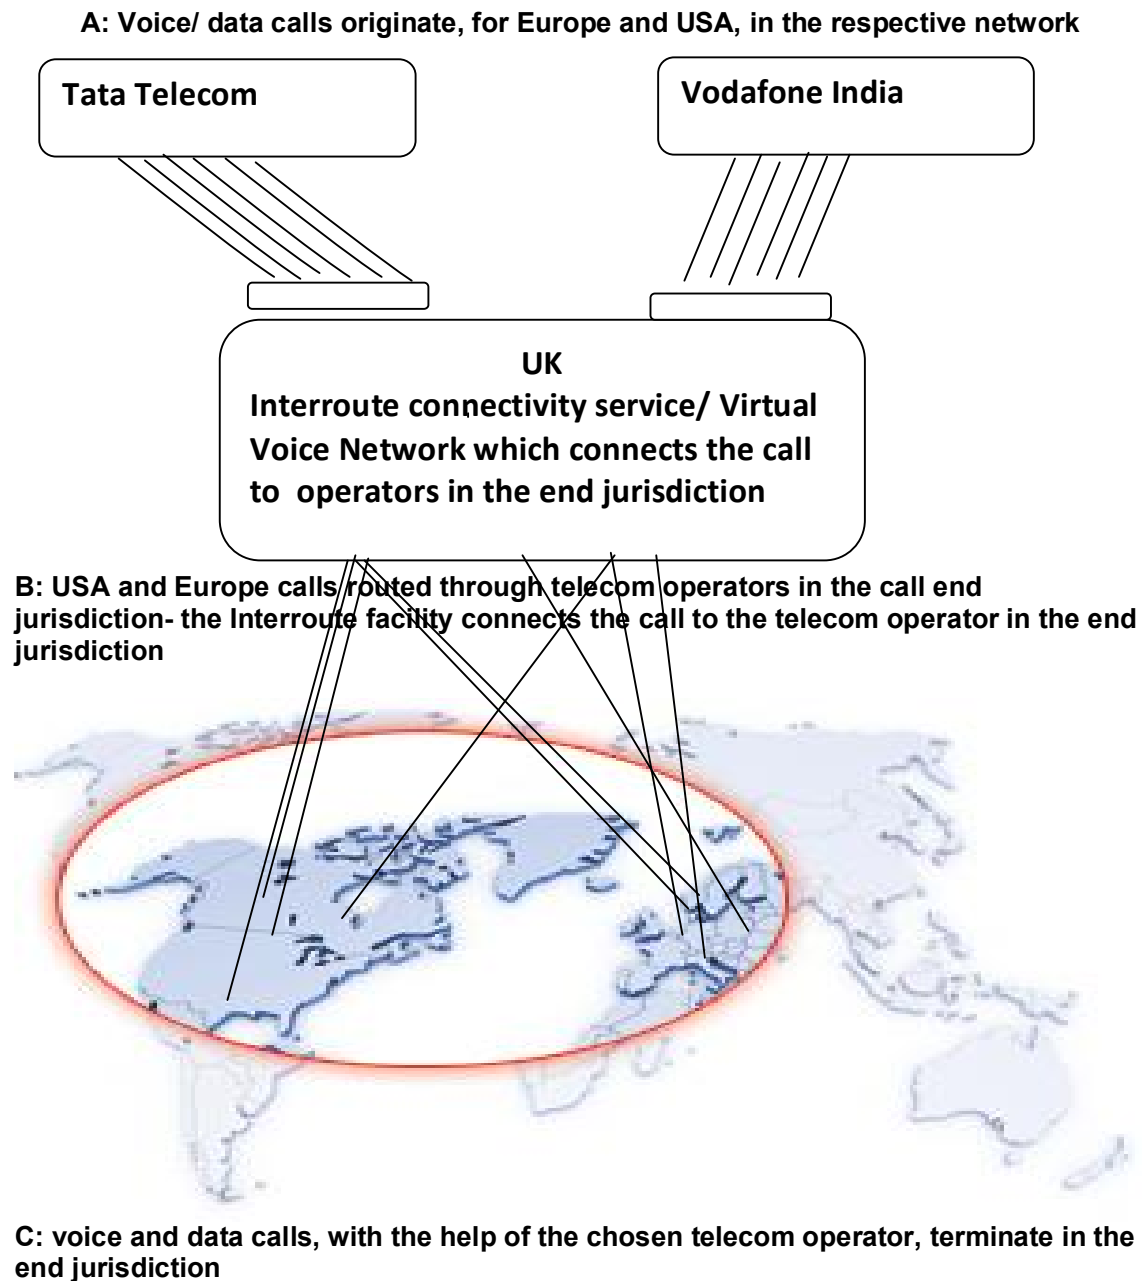 A: Voice/ data calls originate, for Europe and USA, in the respective network
Tata Telecom
Vodafone India
UK
Interroute connectivity service/ Virtual
Voice Network which connects the call
to operators in the end jurisdiction
B: USA and Europe calls routed through telecom operators in the call end
jurisdiction- the Interroute facility connects the call to the telecom operator in the end
jurisdiction
C: voice and data calls, with the help of the chosen telecom operator, terminate in the
end jurisdiction